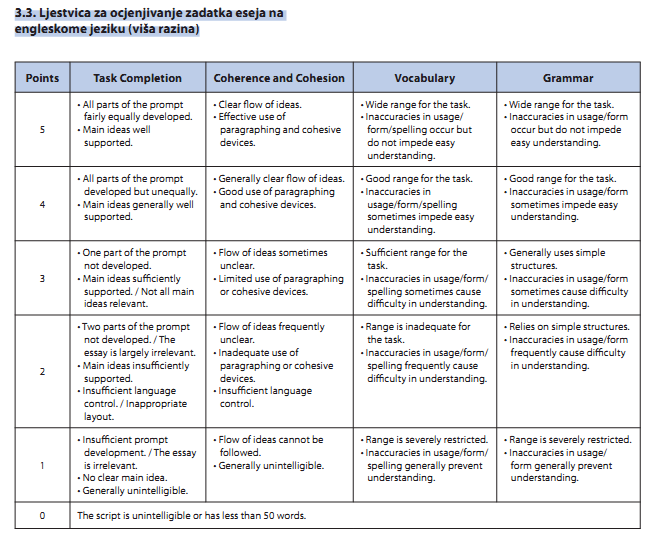 3.3. Ljestvica za ocjenjivanje zadatka eseja na
engleskome jeziku (viša razina)
Points
Task Completion
Coherence and Cohesion
Vocabulary
Grammar
5
• All parts of the prompt
fairly equally developed.
• Main ideas well
supported.
• Clear flow of ideas.
• Effective use of
paragraphing and cohesive
devices.
• Wide range for the task.
• Inaccuracies in usage/
form/spelling occur but
do not impede easy
understanding.
• Wide range for the task.
• Inaccuracies in usage/form
occur but do not impede
easy understanding.
4
• All parts of the prompt
developed but unequally.
• Main ideas generally well
supported.
• Generally clear flow of ideas.
• Good use of paragraphing
and cohesive devices.
• Good range for the task.
• Inaccuracies in
usage/form/spelling
sometimes impede easy
understanding.
• Good range for the task.
• Inaccuracies in usage/form
sometimes impede easy
understanding.
3
• One part of the prompt
not developed.
• Main ideas sufficiently
supported. / Not all main
ideas relevant.
• Flow of ideas sometimes
unclear.
• Limited use of paragraphing
or cohesive devices.
• Sufficient range for the
task.
• Inaccuracies in usage/form/
spelling sometimes cause
difficulty in understanding.
• Generally uses simple
structures.
• Inaccuracies in usage/form
sometimes cause difficulty
in understanding.
2
• Two parts of the prompt
not developed. / The
essay is largely irrelevant.
• Main ideas insufficiently
supported.
• Insufficient language
control. / Inappropriate
layout.
• Flow of ideas frequently
unclear.
• Inadequate use of
paragraphing or cohesive
devices.
• Insufficient language
control.
• Range is inadequate for
the task.
• Inaccuracies in usage/form/
spelling frequently cause
difficulty in understanding.
• Relies on simple structures.
• Inaccuracies in usage/form
frequently cause difficulty
in understanding.
1
• Insufficient prompt
development. / The essay
is irrelevant.
• No clear main idea.
• Generally unintelligible.
• Flow of ideas cannot be
followed.
• Generally unintelligible.
• Range is severely restricted.
• Inaccuracies in usage/form/
spelling generally prevent
understanding.
• Range is severely restricted.
• Inaccuracies in usage/
form generally prevent
understanding.
0
The script is unintelligible or has less than 50 words.